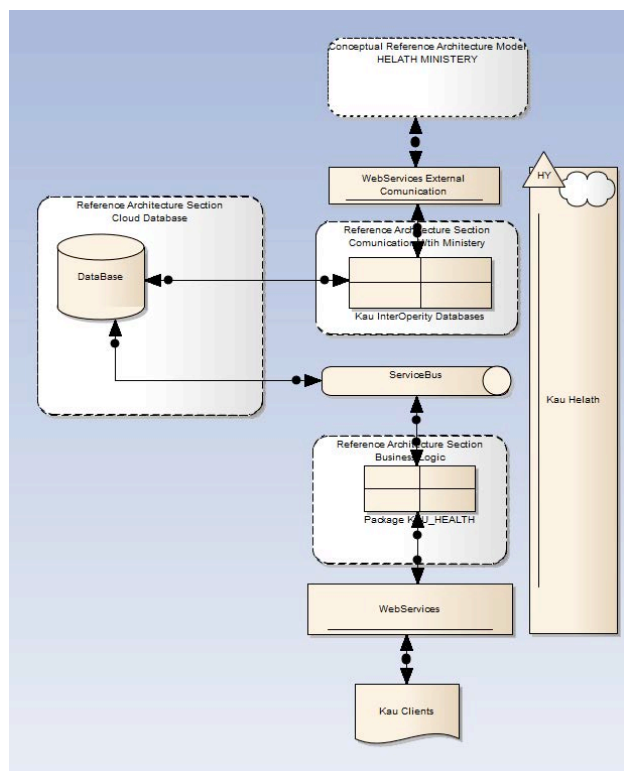 Conceptual Reference Architecture Model
HELATH MINISTERY
WebServices External
Comunication
HY
Reference Architecture Section
Cloud Database
DataBase
Reference Architecture Section
Comunication Wtih Ministery
Kau InterOperity Databases
ServiceBus
Kau Helath
Reference Architecture Section
Business Logic
Package KAU_HEALTH
WebServices
Kau Clients